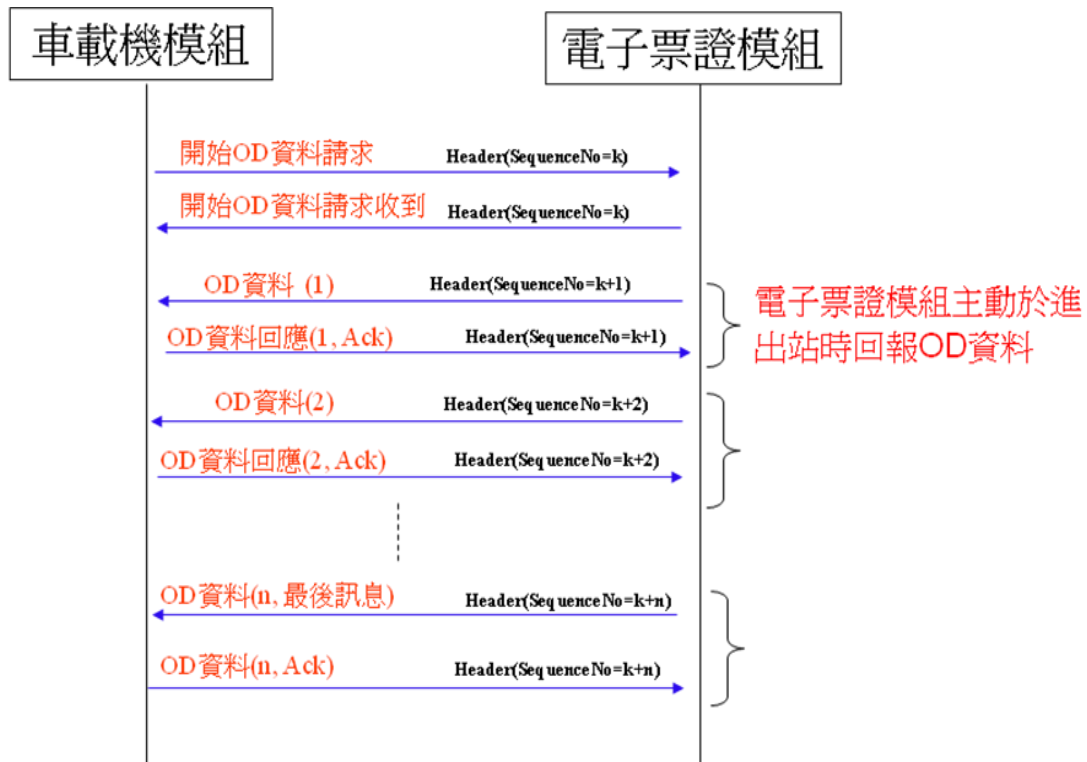 車載機模組
電子票證模組
開始OD資料請求 Header(SequenceNo=k)
開始OD資料請求收到 Header(SequenceNo=k)
OD資料 (1) Header(SequenceNo=k+1)
OD資料回應(1, Ack) Header(SequenceNo=k+1)
電子票證模組主動於進
出站時回報OD資料
OD資料(2) Header(SequenceNo=k+2)
OD資料回應(2, Ack) Header(SequenceNo=k+2)
OD資料(n, 最後訊息) Header(SequenceNo=k+n)
OD資料(n, Ack) Header(SequenceNo=k+n)